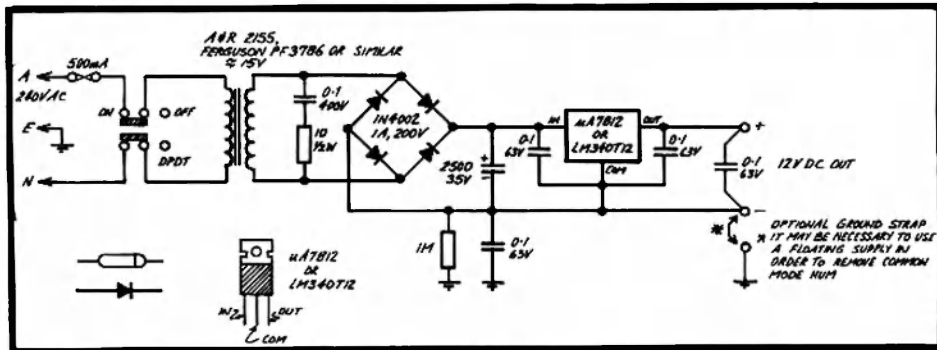 A&R 2155,
FERGUSON PF3786 OR SIMILAR
≈ 15V
500mA
A
240VAC
E
N
ON
OFF
DPDT
0·1
400V
10
½W
1N4002
1A, 200V
2500
35V
+
0·1
63V
IN
μA7812
OR
LM340T12
OUT
COM
0·1
63V
0·1
63V
+
12V DC OUT
−
1M
0·1
63V
*
* OPTIONAL GROUND STRAP
IT MAY BE NECESSARY TO USE
A FLOATING SUPPLY IN
ORDER TO REMOVE COMMON
MODE HUM
μA7812
OR
LM340T12
IN
OUT
COM